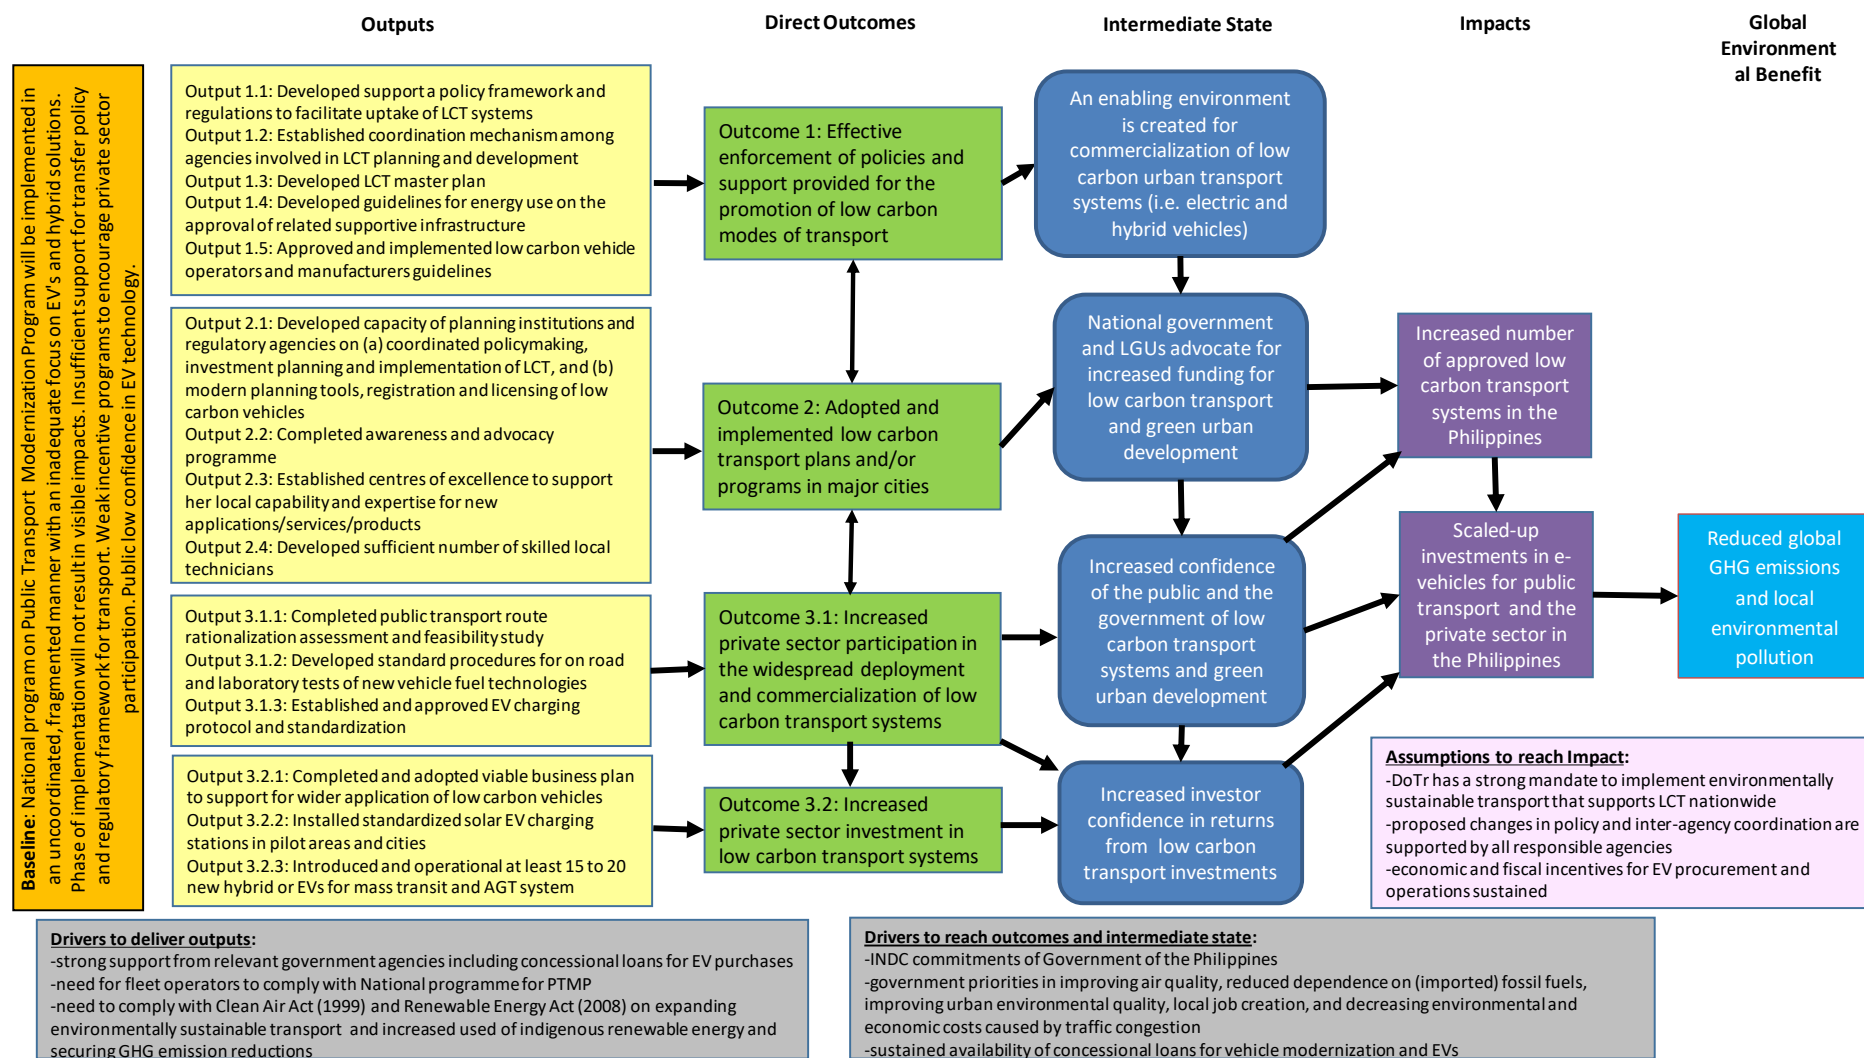 Outputs
Direct Outcomes
Intermediate State
Impacts
Global
Environment
al Benefit
Baseline: National program on Public Transport Modernization Program will be implemented in
an uncoordinated, fragmented manner with an inadequate focus on EV's and hybrid solutions.
Phase of implementation will not result in visible impacts. Insufficient support for transfer policy
and regulatory framework for transport. Weak incentive programs to encourage private sector
participation. Public low confidence in EV technology.
Output 1.1: Developed support a policy framework and
regulations to facilitate uptake of LCT systems
Output 1.2: Established coordination mechanism among
agencies involved in LCT planning and development
Output 1.3: Developed LCT master plan
Output 1.4: Developed guidelines for energy use on the
approval of related supportive infrastructure
Output 1.5: Approved and implemented low carbon vehicle
operators and manufacturers guidelines
Output 2.1: Developed capacity of planning institutions and
regulatory agencies on (a) coordinated policymaking,
investment planning and implementation of LCT, and (b)
modern planning tools, registration and licensing of low
carbon vehicles
Output 2.2: Completed awareness and advocacy
programme
Output 2.3: Established centres of excellence to support
her local capability and expertise for new
applications/services/products
Output 2.4: Developed sufficient number of skilled local
technicians
Output 3.1.1: Completed public transport route
rationalization assessment and feasibility study
Output 3.1.2: Developed standard procedures for on road
and laboratory tests of new vehicle fuel technologies
Output 3.1.3: Established and approved EV charging
protocol and standardization
Output 3.2.1: Completed and adopted viable business plan
to support for wider application of low carbon vehicles
Output 3.2.2: Installed standardized solar EV charging
stations in pilot areas and cities
Output 3.2.3: Introduced and operational at least 15 to 20
new hybrid or EVs for mass transit and AGT system
Outcome 1: Effective
enforcement of policies and
support provided for the
promotion of low carbon
modes of transport
Outcome 2: Adopted and
implemented low carbon
transport plans and/or
programs in major cities
Outcome 3.1: Increased
private sector participation in
the widespread deployment
and commercialization of low
carbon transport systems
Outcome 3.2: Increased
private sector investment in
low carbon transport systems
An enabling environment
is created for
commercialization of low
carbon urban transport
systems (i.e. electric and
hybrid vehicles)
National government
and LGUs advocate for
increased funding for
low carbon transport
and green urban
development
Increased confidence
of the public and the
government of low
carbon transport
systems and green
urban development
Increased investor
confidence in returns
from low carbon
transport investments
Increased number
of approved low
carbon transport
systems in the
Philippines
Scaled-up
investments in e-
vehicles for public
transport and the
private sector in
the Philippines
Reduced global
GHG emissions
and local
environmental
pollution
Assumptions to reach Impact:
-DoTr has a strong mandate to implement environmentally
sustainable transport that supports LCT nationwide
-proposed changes in policy and inter-agency coordination are
supported by all responsible agencies
-economic and fiscal incentives for EV procurement and
operations sustained
Drivers to deliver outputs:
-strong support from relevant government agencies including concessional loans for EV purchases
-need for fleet operators to comply with National programme for PTMP
-need to comply with Clean Air Act (1999) and Renewable Energy Act (2008) on expanding
environmentally sustainable transport and increased used of indigenous renewable energy and
securing GHG emission reductions
Drivers to reach outcomes and intermediate state:
-INDC commitments of Government of the Philippines
-government priorities in improving air quality, reduced dependence on (imported) fossil fuels,
improving urban environmental quality, local job creation, and decreasing environmental and
economic costs caused by traffic congestion
-sustained availability of concessional loans for vehicle modernization and EVs